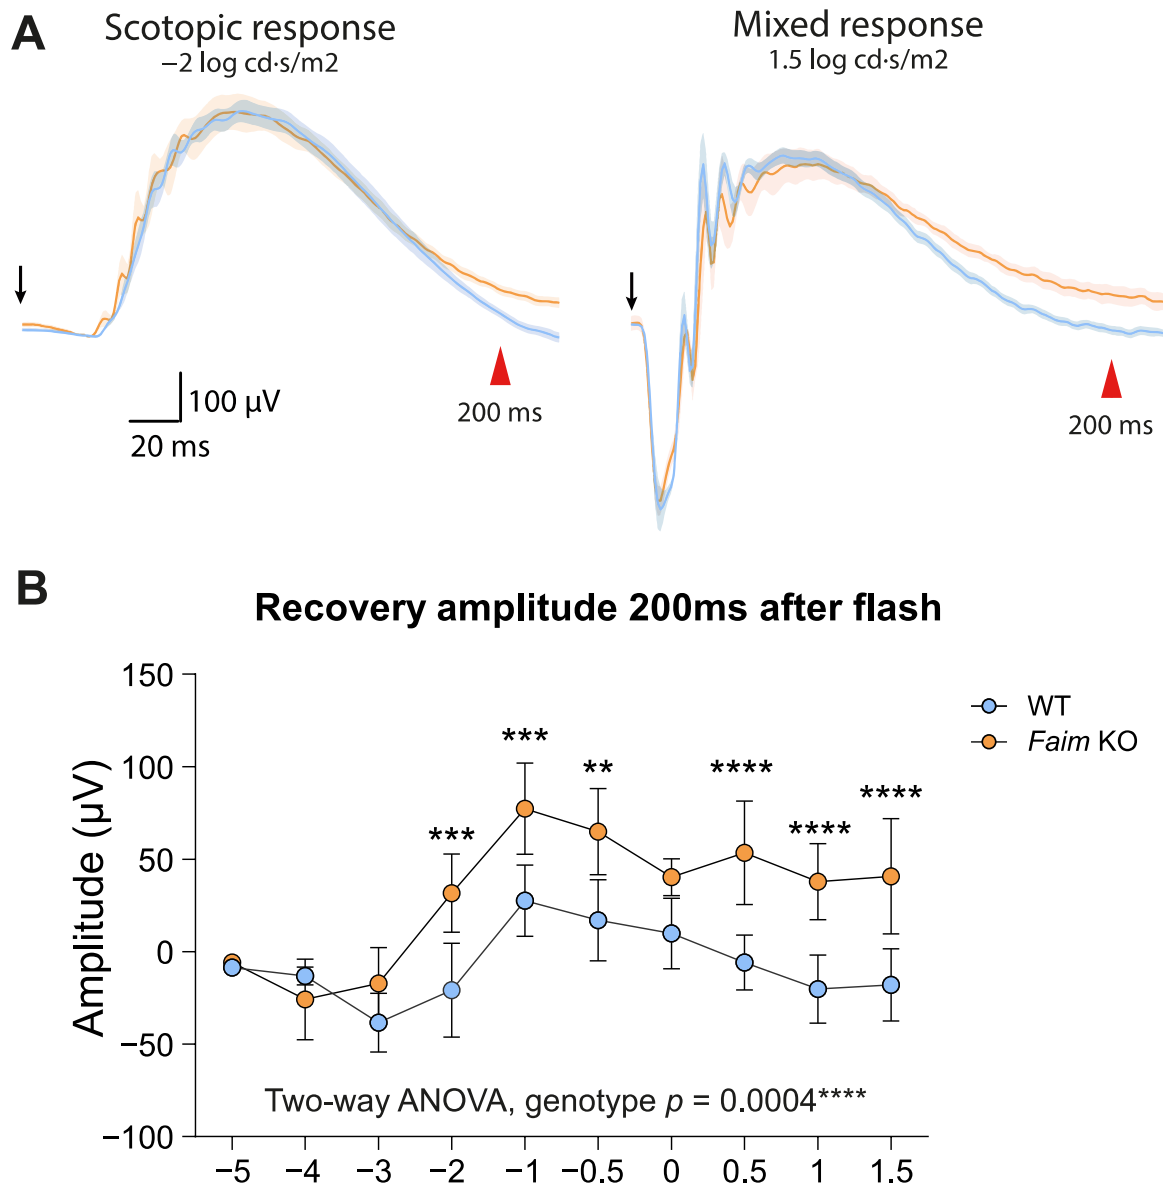 A
Scotopic response
−2 log cd·s/m2
Mixed response
1.5 log cd·s/m2
100 µV
20 ms
200 ms
200 ms
B
Recovery amplitude 200ms after flash
150
100
50
0
−50
−100
Amplitude (µV)
***
***
**
****
****
****
WT
Faim KO
Two-way ANOVA, genotype p = 0.0004****
−5 −4 −3 −2 −1 −0.5 0 0.5 1 1.5